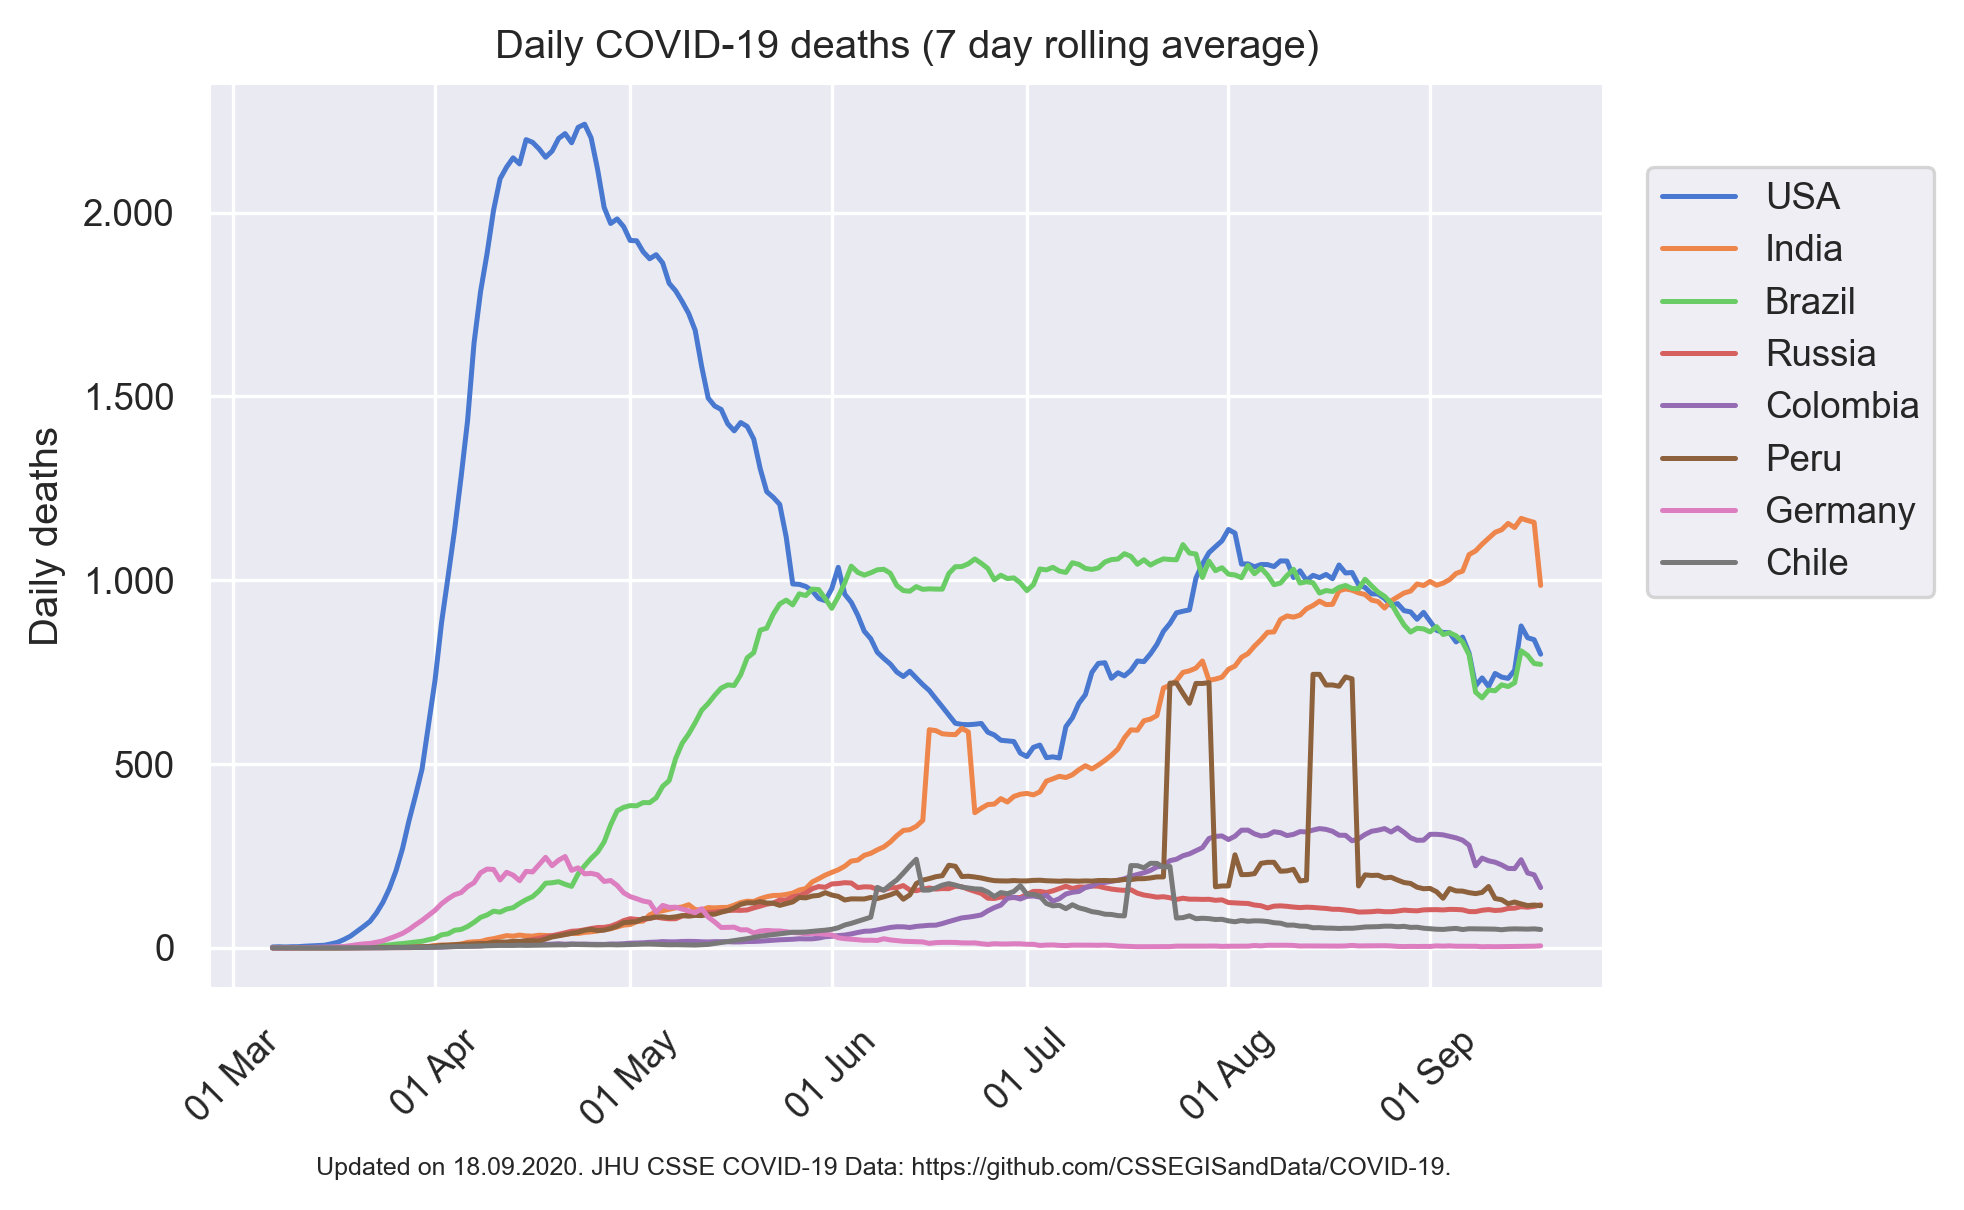 Daily COVID-19 deaths (7 day rolling average)
Daily deaths
2.000
1.500
1.000
500
0
01 Mar
01 Apr
01 May
01 Jun
01 Jul
01 Aug
01 Sep
USA
India
Brazil
Russia
Colombia
Peru
Germany
Chile
Updated on 18.09.2020. JHU CSSE COVID-19 Data: https://github.com/CSSEGISandData/COVID-19.